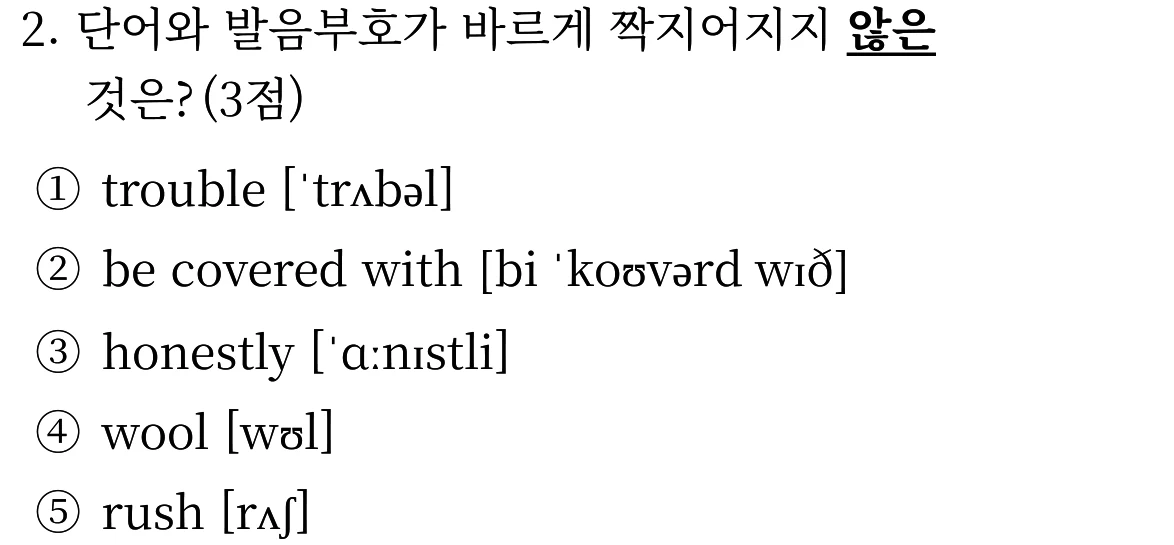 2. 단어와 발음부호가 바르게 짝지어지지 않은
것은?(3점)
① trouble [ˈtrʌbəl]
② be covered with [bi ˈkoʊvərd wɪð]
③ honestly [ˈɑːnɪstli]
④ wool [wʊl]
⑤ rush [rʌʃ]